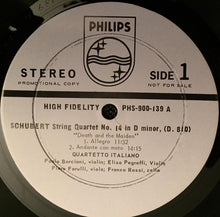 PHILIPS
STEREO
PROMOTIONAL COPY
SIDE 1
NOT FOR SALE
HIGH FIDELITY PHS-900-139 A
SCHUBERT String Quartet No. 14 in D minor, (D. 810)
"Death and the Maiden"
1. Allegro 11:32
2. Andante con moto 14:15
QUARTETTO ITALIANO
Paolo Borciani, violin; Elisa Pegreffi, Violin
Piero Farulli, viola; Franco Rossi, cello